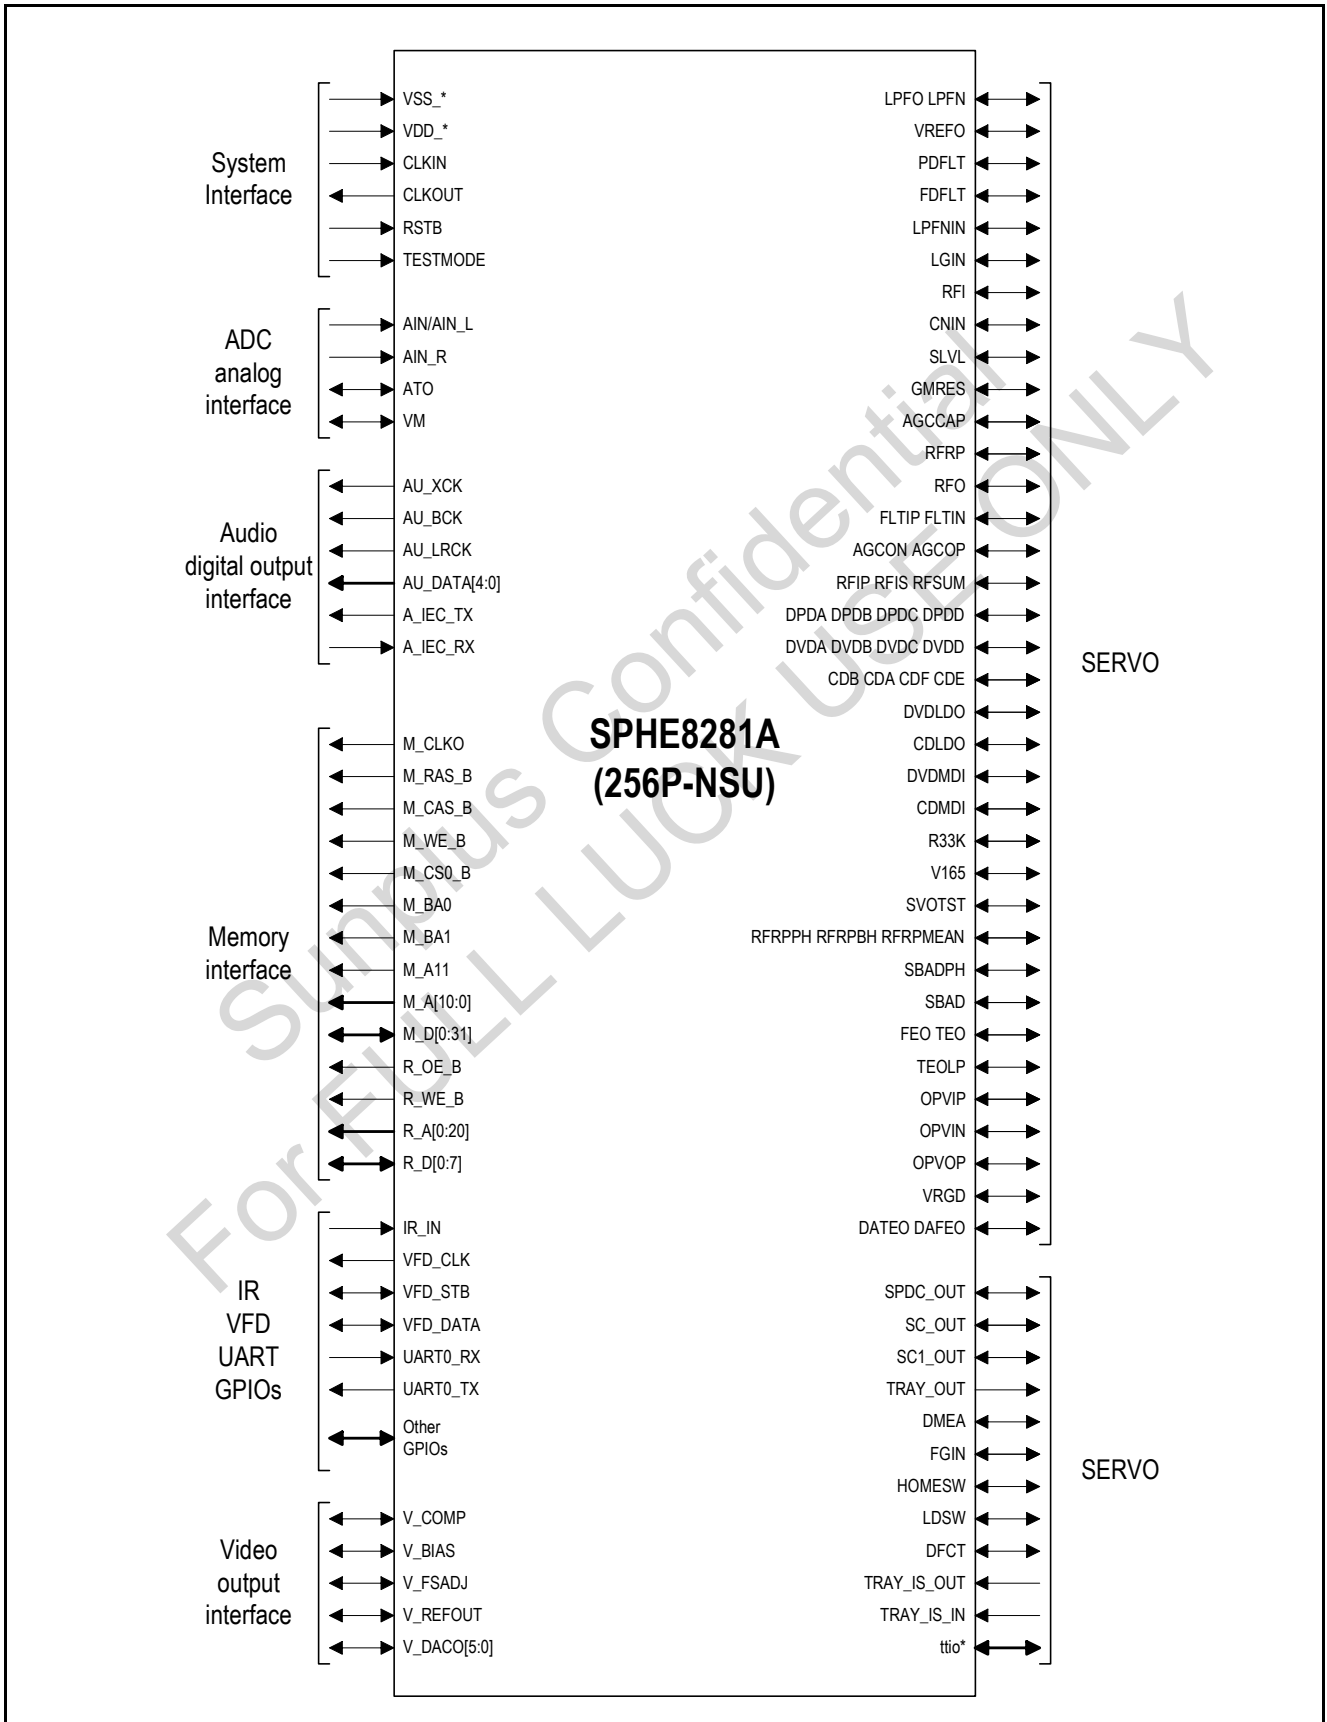 System
Interface
VSS_*
VDD_*
CLKIN
CLKOUT
RSTB
TESTMODE
ADC
analog
interface
AIN/AIN_L
AIN_R
ATO
VM
Audio
digital output
interface
AU_XCK
AU_BCK
AU_LRCK
AU_DATA[4:0]
A_IEC_TX
A_IEC_RX
Memory
interface
M_CLKO
M_RAS_B
M_CAS_B
M_WE_B
M_CS0_B
M_BA0
M_BA1
M_A11
M_A[10:0]
M_D[0:31]
R_OE_B
R_WE_B
R_A[0:20]
R_D[0:7]
IR
VFD
UART
GPIOs
IR_IN
VFD_CLK
VFD_STB
VFD_DATA
UART0_RX
UART0_TX
Other
GPIOs
Video
output
interface
V_COMP
V_BIAS
V_FSADJ
V_REFOUT
V_DACO[5:0]
SPHE8281A
(256P-NSU)
LPFO LPFN
VREFO
PDFLT
FDFLT
LPFNIN
LGIN
RFI
CNIN
SLVL
GMRES
AGCCAP
RFRP
RFO
FLTIP FLTIN
AGCON AGCOP
RFIP RFIS RFSUM
DPDA DPDB DPDC DPDD
DVDA DVDB DVDC DVDD
CDB CDA CDF CDE
DVDLDO
CDLDO
DVDMDI
CDMDI
R33K
V165
SVOTST
RFRPPH RFRPBH RFRPMEAN
SBADPH
SBAD
FEO TEO
TEOLP
OPVIP
OPVIN
OPVOP
VRGD
DATEO DAFEO
SERVO
SPDC_OUT
SC_OUT
SC1_OUT
TRAY_OUT
DMEA
FGIN
HOMESW
LDSW
DFCT
TRAY_IS_OUT
TRAY_IS_IN
ttio*
SERVO
Sunplus Confidential
For FULL LUCK USE ONLY